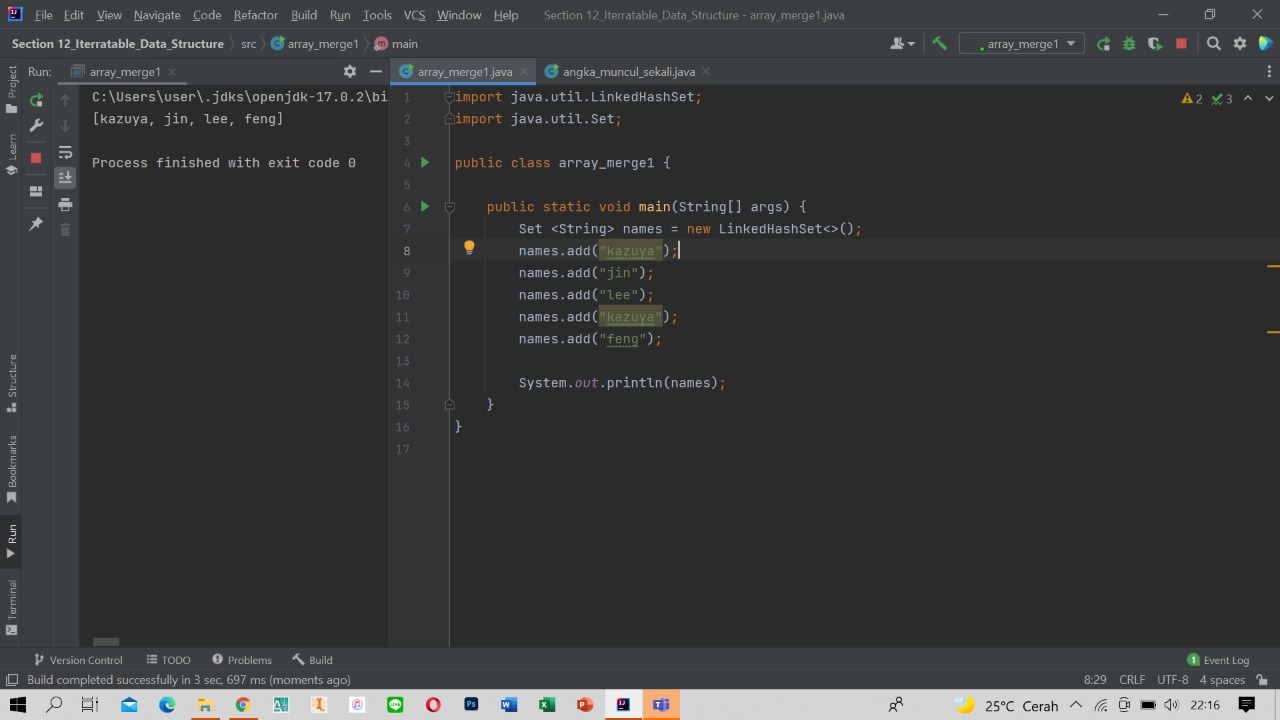 File Edit View Navigate Code Refactor Build Run Tools VCS Window Help Section 12_Iterratable_Data_Structure - array_merge1.java
Section 12_Iterratable_Data_Structure src array_merge1 main array_merge1
Run: array_merge1
array_merge1.java angka_muncul_sekali.java
Project
Learn
Structure
Bookmarks
Run
Terminal
C:\Users\user\.jdks\openjdk-17.0.2\bi
[kazuya, jin, lee, feng]
Process finished with exit code 0
2 3
1 import java.util.LinkedHashSet;
2 import java.util.Set;
3
4 public class array_merge1 {
5
6 public static void main(String[] args) {
7 Set <String> names = new LinkedHashSet<>();
8 names.add("kazuya");
9 names.add("jin");
10 names.add("lee");
11 names.add("kazuya");
12 names.add("feng");
13
14 System.out.println(names);
15 }
16 }
17
Version Control TODO Problems Build 1 Event Log
Build completed successfully in 3 sec, 697 ms (moments ago) 8:29 CRLF UTF-8 4 spaces
25°C Cerah 22:16